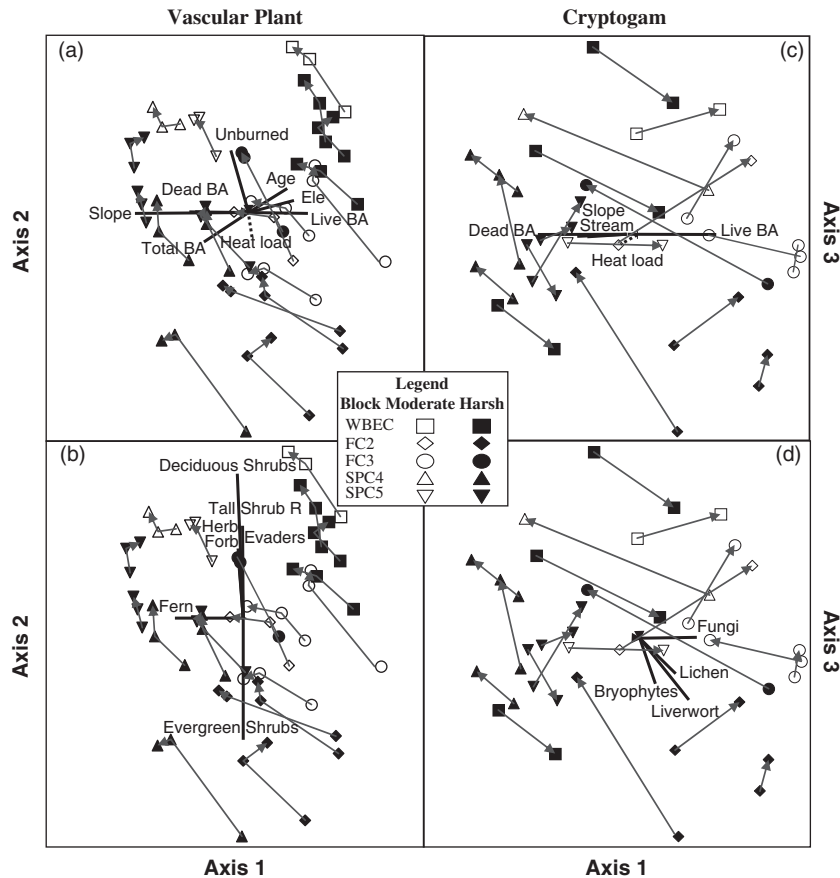 Vascular Plant
Cryptogam
(a)
Unburned
Age
Dead BA
Ele
Slope
Live BA
Total BA
Heat load
Axis 2
(c)
Slope
Dead BA
Stream
Live BA
Heat load
Axis 3
Legend
Block Moderate Harsh
WBEC
FC2
FC3
SPC4
SPC5
(b)
Deciduous Shrubs
Tall Shrub R
Herb
Forb
Evaders
Fern
Evergreen Shrubs
Axis 2
Axis 1
(d)
Fungi
Lichen
Bryophytes
Liverwort
Axis 3
Axis 1